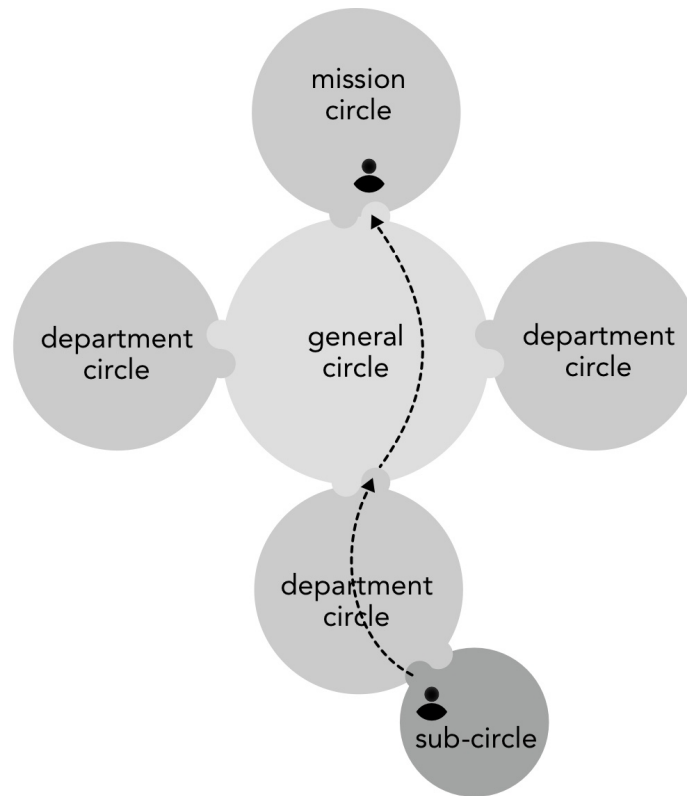 mission
circle
department
circle
general
circle
department
circle
department
circle
sub-circle